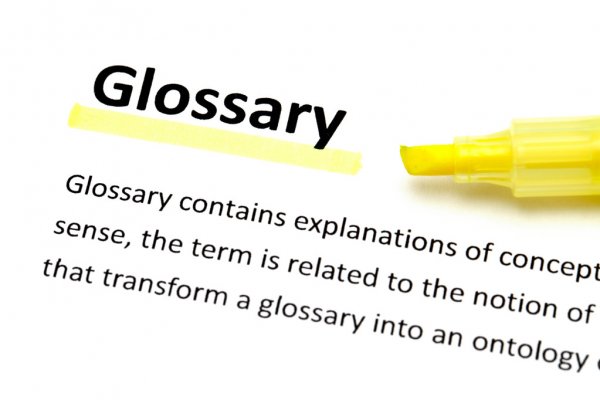 Glossary
Glossary contains explanations of concept
sense, the term is related to the notion of
that transform a glossary into an ontology